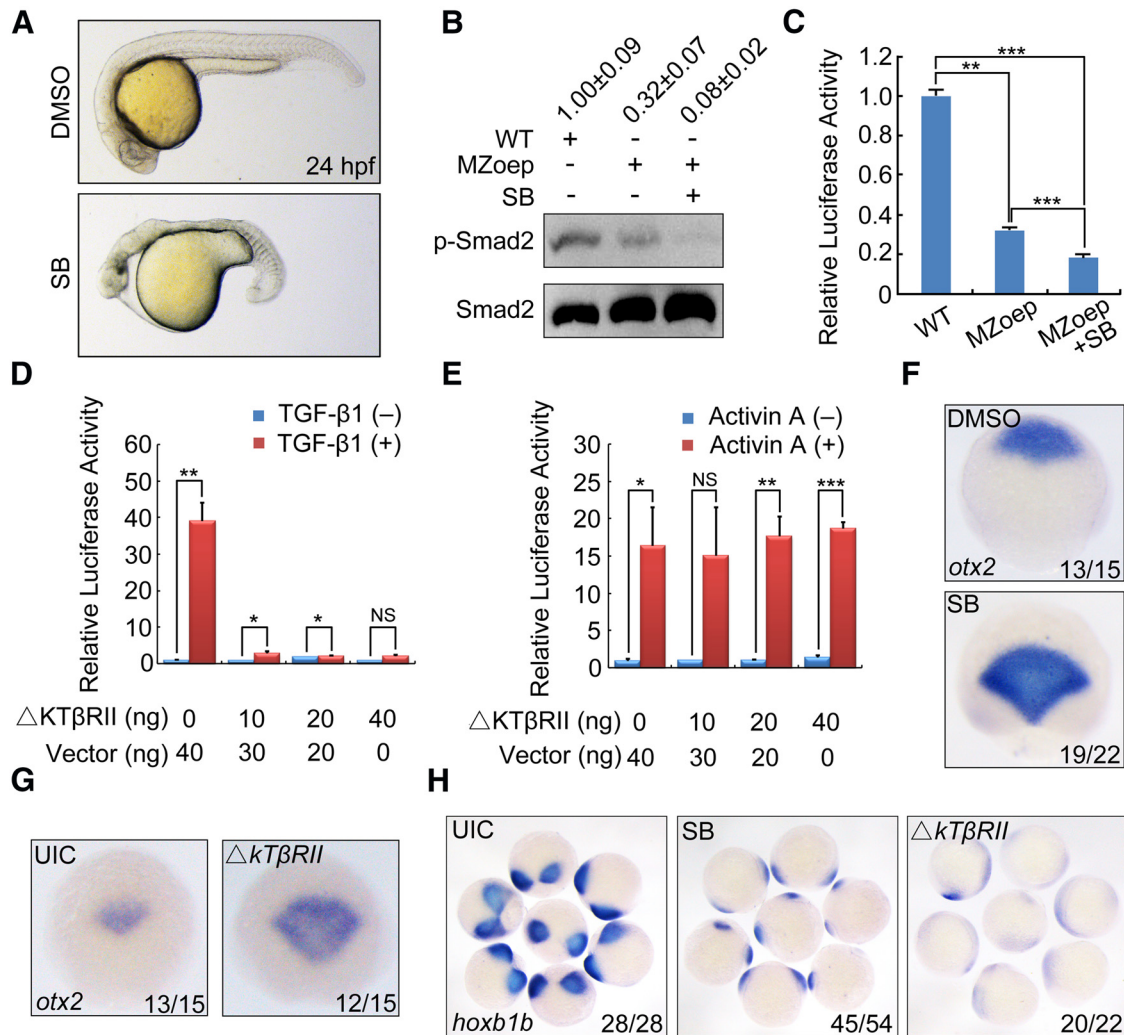 A
DMSO
24 hpf
SB
B
1.00±0.09
0.32±0.07
0.08±0.02
WT + - -
MZoep - + +
SB - - +
p-Smad2
Smad2
C
Relative Luciferase Activity
1.2
1.0
0.8
0.6
0.4
0.2
0
**
***
***
WT
MZoep
MZoep
+SB
D
Relative Luciferase Activity
TGF-β1 (–)
TGF-β1 (+)
60
50
40
30
20
10
0
** * * NS
△KTβRII (ng) 0 10 20 40
Vector (ng) 40 30 20 0
E
Relative Luciferase Activity
Activin A (–)
Activin A (+)
30
25
20
15
10
5
0
* NS ** ***
△KTβRII (ng) 0 10 20 40
Vector (ng) 40 30 20 0
F
DMSO
otx2 13/15
SB
19/22
G
UIC
otx2 13/15
△kTβRII
12/15
H
UIC
hoxb1b 28/28
SB
45/54
△kTβRII
20/22